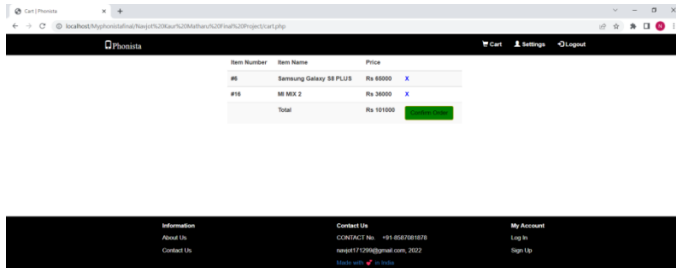 Cart | Phonista
localhost/Myphonistafinal/Navjot%20Kaur%20Matharu%20Final%20Project/cart.php
Phonista Cart Settings Logout
Item Number Item Name Price
#6 Samsung Galaxy S8 PLUS Rs 65000 X
#16 MI MIX 2 Rs 36000 X
Total Rs 101000 Confirm Order
Information Contact Us My Account
About Us CONTACT No. +91-8587081878 Log In
Contact Us navjot171299@gmail.com, 2022 Sign Up
Made with in India